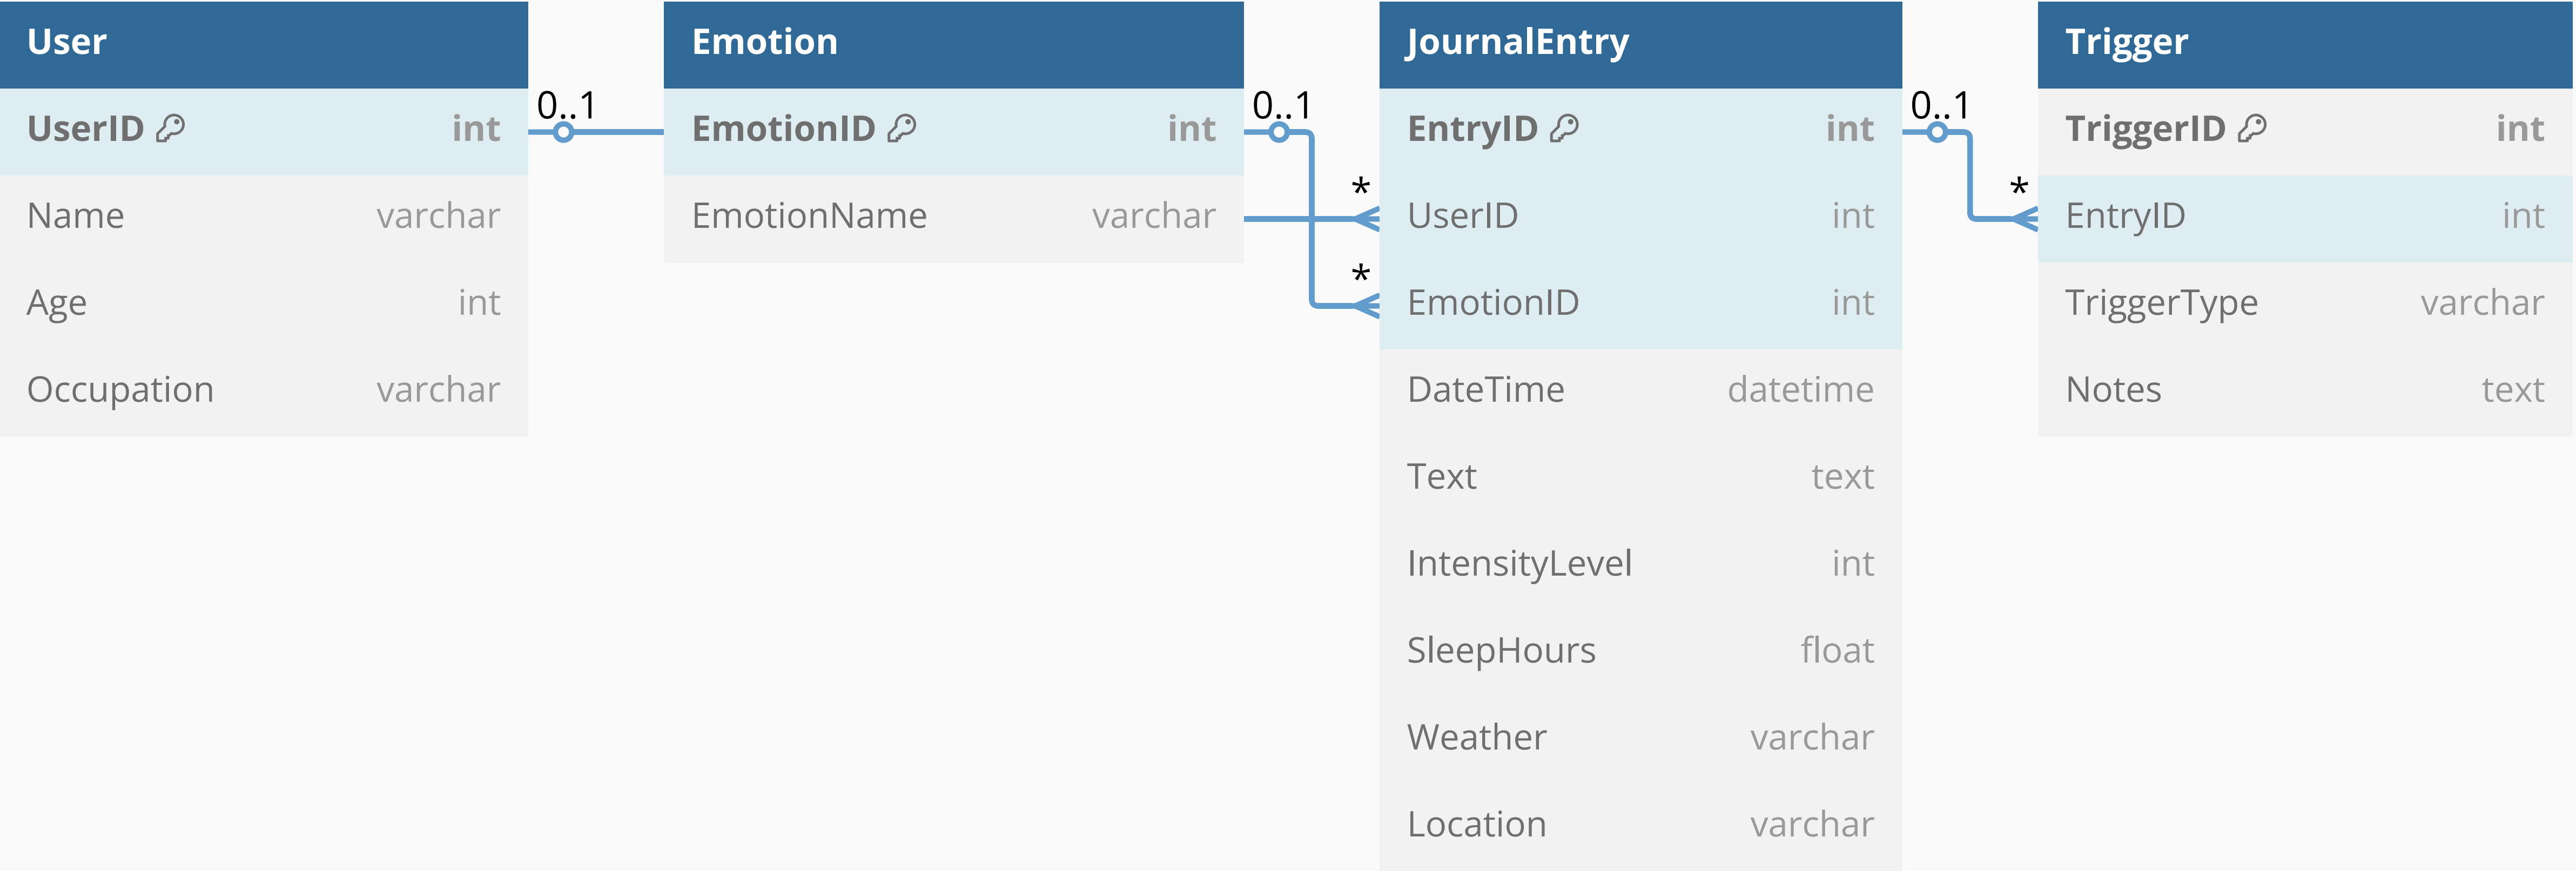 User
UserID int
Name varchar
Age int
Occupation varchar
0..1
Emotion
EmotionID int
EmotionName varchar
0..1
*
*
JournalEntry
EntryID int
UserID int
EmotionID int
DateTime datetime
Text text
IntensityLevel int
SleepHours float
Weather varchar
Location varchar
0..1
*
Trigger
TriggerID int
EntryID int
TriggerType varchar
Notes text